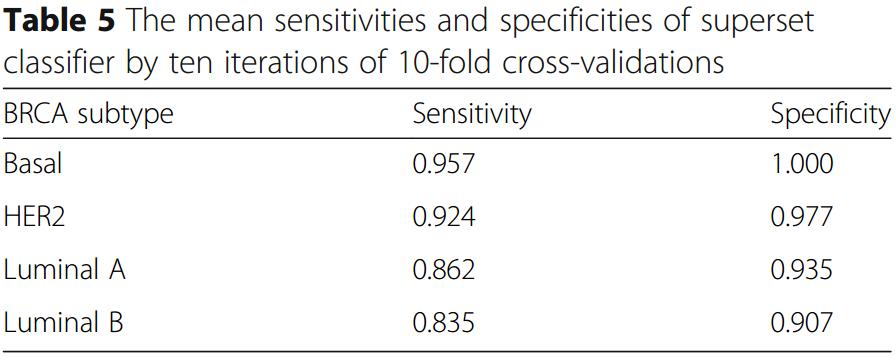 Table 5 The mean sensitivities and specificities of superset
classifier by ten iterations of 10-fold cross-validations
BRCA subtype Sensitivity Specificity
Basal 0.957 1.000
HER2 0.924 0.977
Luminal A 0.862 0.935
Luminal B 0.835 0.907